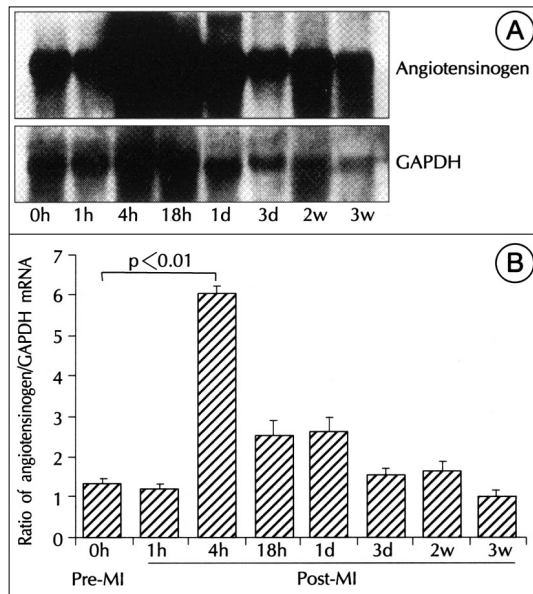 A
Angiotensinogen
GAPDH
0h 1h 4h 18h 1d 3d 2w 3w
B
p<0.01
Ratio of angiotensinogen/GAPDH mRNA
7
6
5
4
3
2
1
0
0h 1h 4h 18h 1d 3d 2w 3w
Pre-MI Post-MI